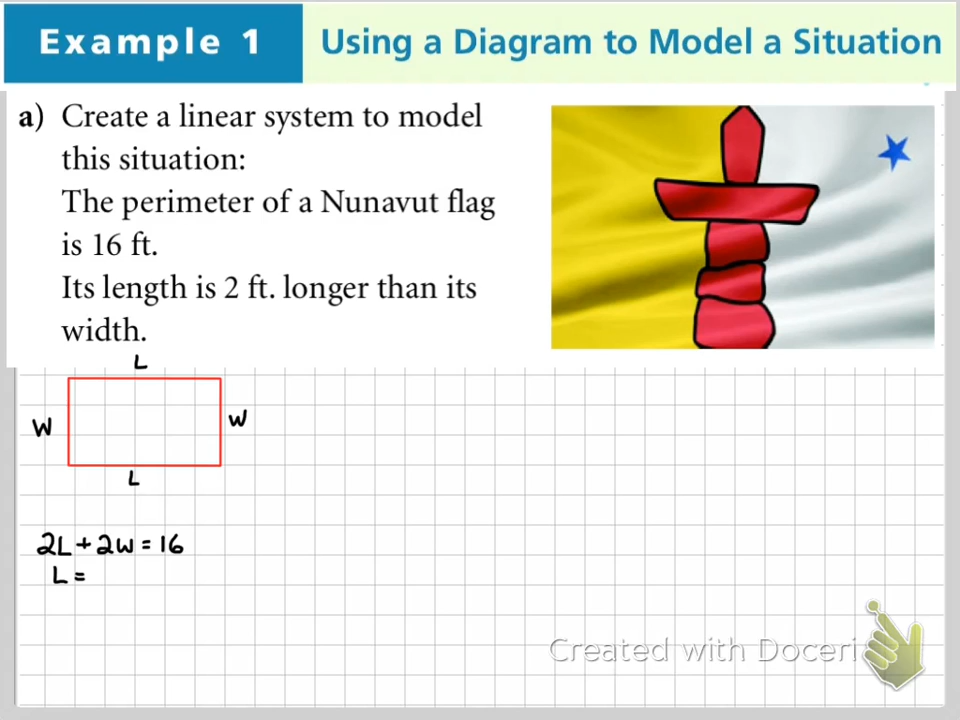 Example 1
Using a Diagram to Model a Situation
a) Create a linear system to model
this situation:
The perimeter of a Nunavut flag
is 16 ft.
Its length is 2 ft. longer than its
width.
L
W
W
L
2L + 2W = 16
L =
Created with Doceri